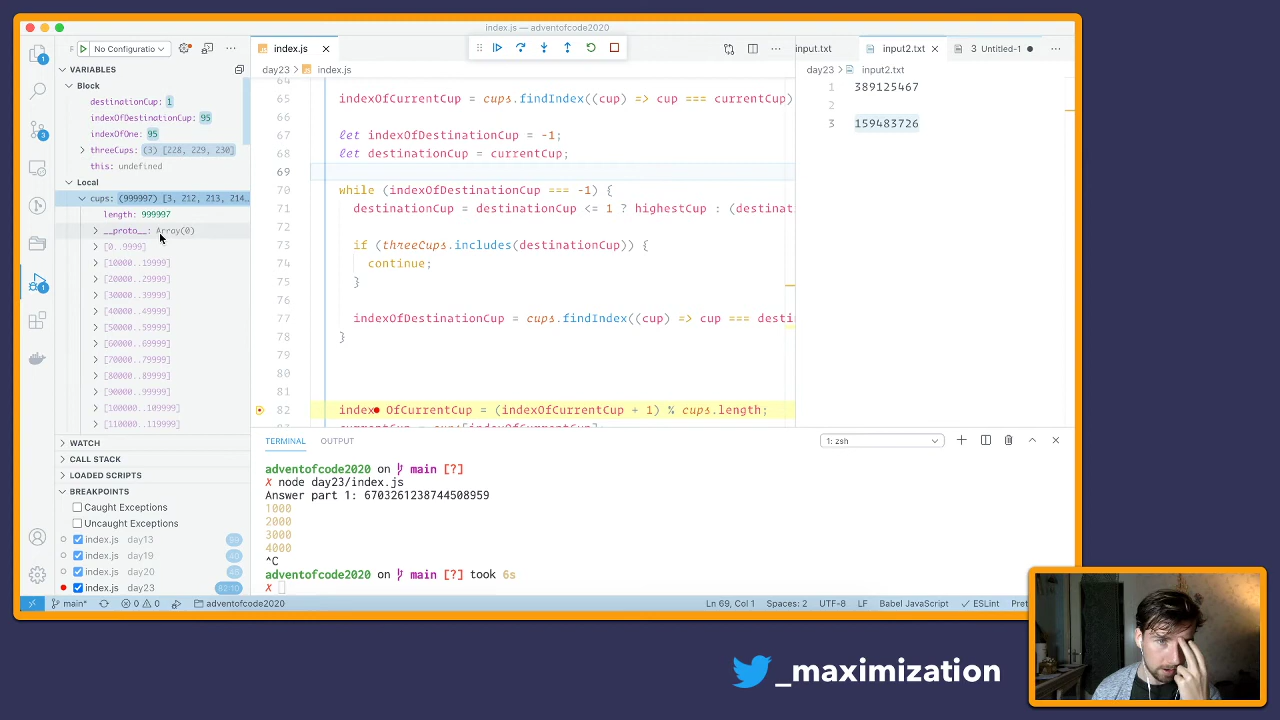 index.js — adventofcode2020
No Configuratio
index.js
input.txt
input2.txt
3 Untitled-1
VARIABLES
day23
index.js
day23
input2.txt
Block
destinationCup: 1
indexOfDestinationCup: 95
indexOfOne: 95
threeCups: (3) [228, 229, 230]
this: undefined
Local
cups: (999997) [3, 212, 213, 214…
length: 999997
__proto__: Array(0)
[0..9999]
[10000..19999]
[20000..29999]
[30000..39999]
[40000..49999]
[50000..59999]
[60000..69999]
[70000..79999]
[80000..89999]
[90000..99999]
[100000..109999]
[110000..119999]
WATCH
CALL STACK
LOADED SCRIPTS
BREAKPOINTS
Caught Exceptions
Uncaught Exceptions
index.js day13
index.js day19
index.js day20
index.js day23 82:10
64
65 indexOfCurrentCup = cups.findIndex((cup) => cup === currentCup)
66
67 let indexOfDestinationCup = -1;
68 let destinationCup = currentCup;
69
70 while (indexOfDestinationCup === -1) {
71 destinationCup = destinationCup <= 1 ? highestCup : (destinat
72
73 if (threeCups.includes(destinationCup)) {
74 continue;
75 }
76
77 indexOfDestinationCup = cups.findIndex((cup) => cup === desti
78 }
79
80
81
82 index OfCurrentCup = (indexOfCurrentCup + 1) % cups.length;
1 389125467
2
3 159483726
TERMINAL
OUTPUT
1: zsh
adventofcode2020 on main [?]
✗ node day23/index.js
Answer part 1: 6703261238744508959
1000
2000
3000
4000
^C
adventofcode2020 on main [?] took 6s
✗
main*
0 0
adventofcode2020
Ln 69, Col 1
Spaces: 2
UTF-8
LF
Babel JavaScript
ESLint
Pret
_maximization